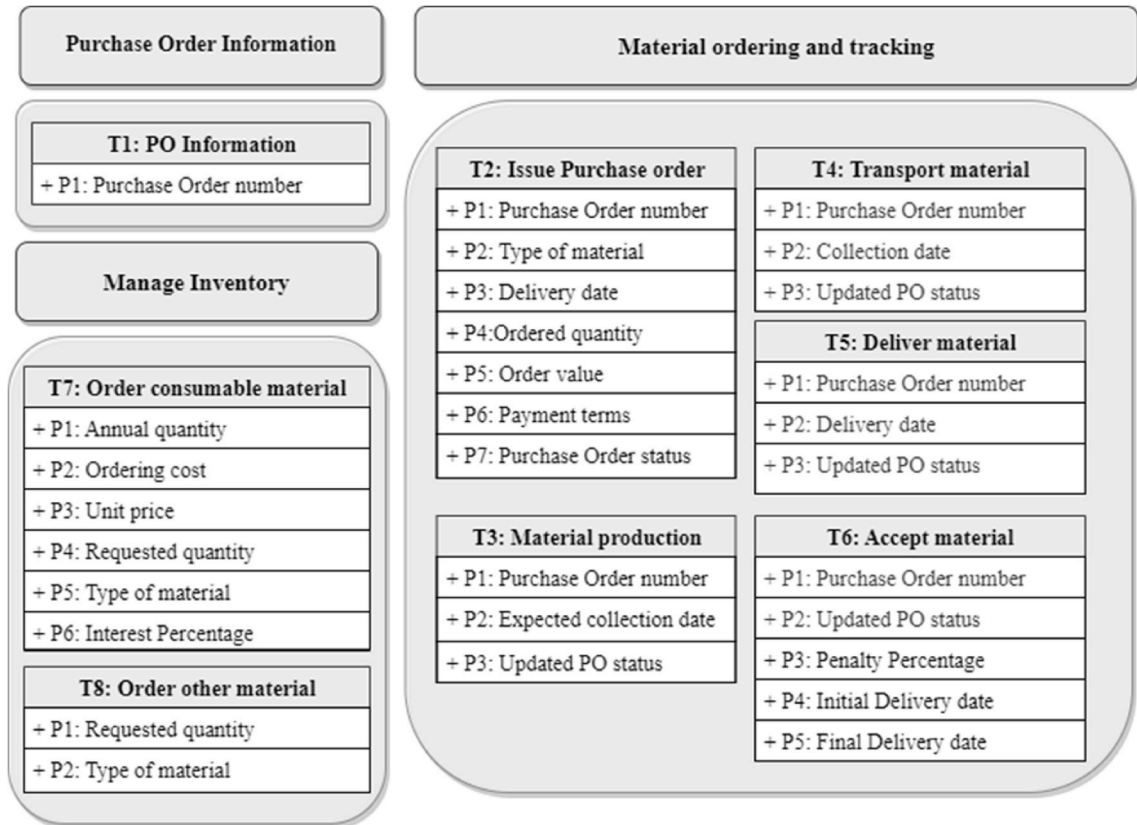 Purchase Order Information
T1: PO Information
+ P1: Purchase Order number
Manage Inventory
T7: Order consumable material
+ P1: Annual quantity
+ P2: Ordering cost
+ P3: Unit price
+ P4: Requested quantity
+ P5: Type of material
+ P6: Interest Percentage
T8: Order other material
+ P1: Requested quantity
+ P2: Type of material
Material ordering and tracking
T2: Issue Purchase order
+ P1: Purchase Order number
+ P2: Type of material
+ P3: Delivery date
+ P4:Ordered quantity
+ P5: Order value
+ P6: Payment terms
+ P7: Purchase Order status
T3: Material production
+ P1: Purchase Order number
+ P2: Expected collection date
+ P3: Updated PO status
T4: Transport material
+ P1: Purchase Order number
+ P2: Collection date
+ P3: Updated PO status
T5: Deliver material
+ P1: Purchase Order number
+ P2: Delivery date
+ P3: Updated PO status
T6: Accept material
+ P1: Purchase Order number
+ P2: Updated PO status
+ P3: Penalty Percentage
+ P4: Initial Delivery date
+ P5: Final Delivery date